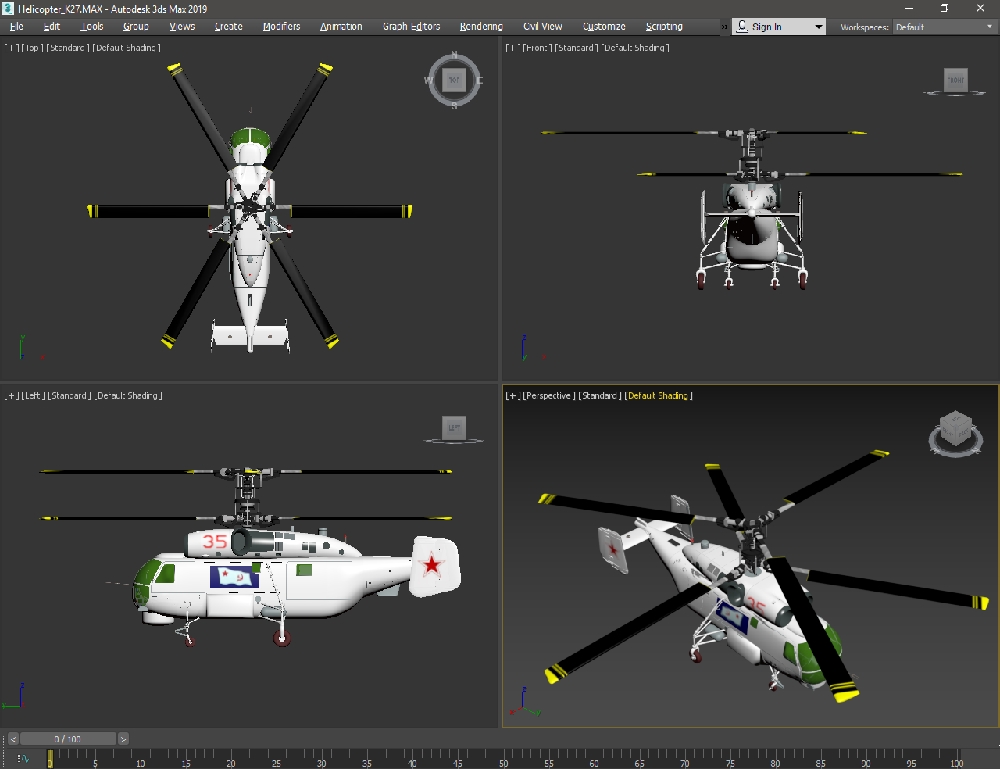 Helicopter_K27.MAX - Autodesk 3ds Max 2019
File Edit Tools Group Views Create Modifiers Animation Graph Editors Rendering Civil View Customize Scripting » Sign In Workspaces: Default
[+] [Top] [Standard] [Default Shading]
N
W TOP E
S
[+] [Front] [Standard] [Default Shading]
FRONT
[+] [Left] [Standard] [Default Shading]
LEFT
35
[+] [Perspective] [Standard] [Default Shading]
35
< 0 / 100 >
0 5 10 15 20 25 30 35 40 45 50 55 60 65 70 75 80 85 90 95 100